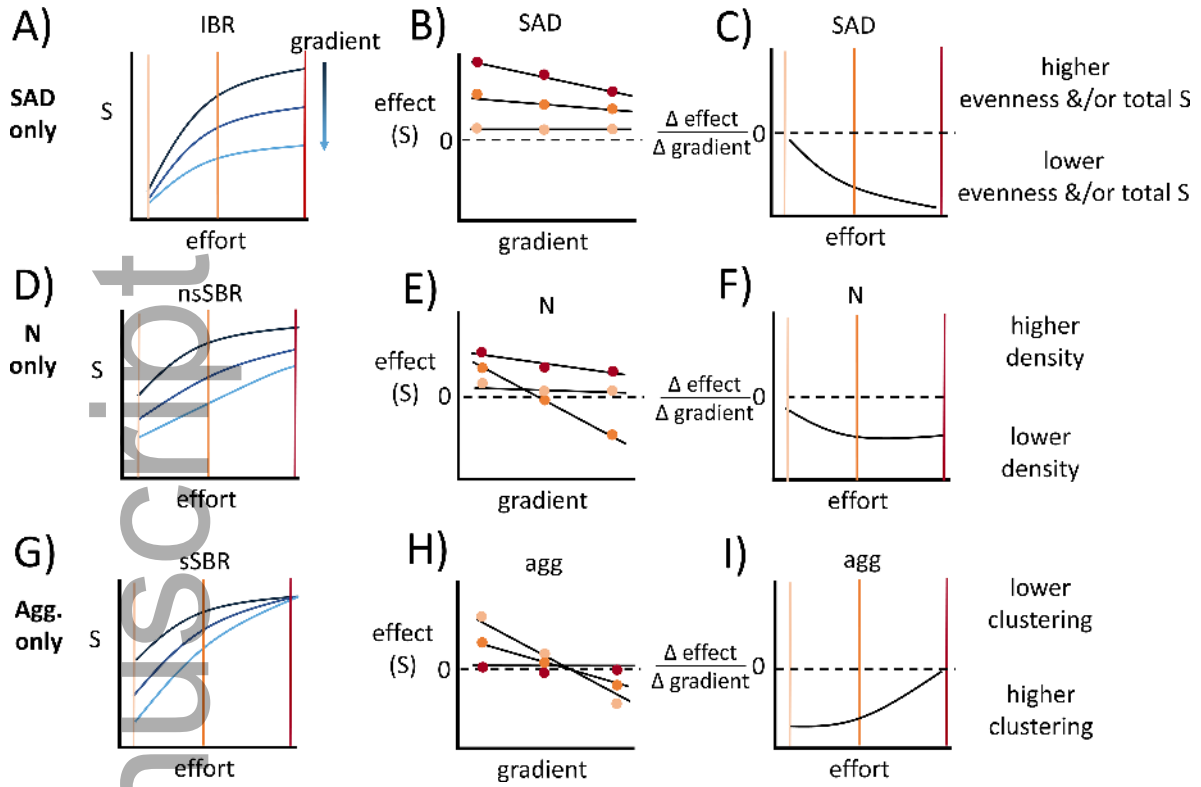 A)
IBR
gradient
SAD only
S
effort
B)
SAD
effect (S)
0
gradient
C)
SAD
Δ effect
Δ gradient
0
effort
higher
evenness &/or total S
lower
evenness &/or total S
D)
nsSBR
N only
S
effort
E)
N
effect (S)
0
gradient
F)
N
Δ effect
Δ gradient
0
effort
higher
density
lower
density
G)
sSBR
Agg. only
S
effort
H)
agg
effect (S)
0
gradient
I)
agg
Δ effect
Δ gradient
0
effort
lower
clustering
higher
clustering
nuscript